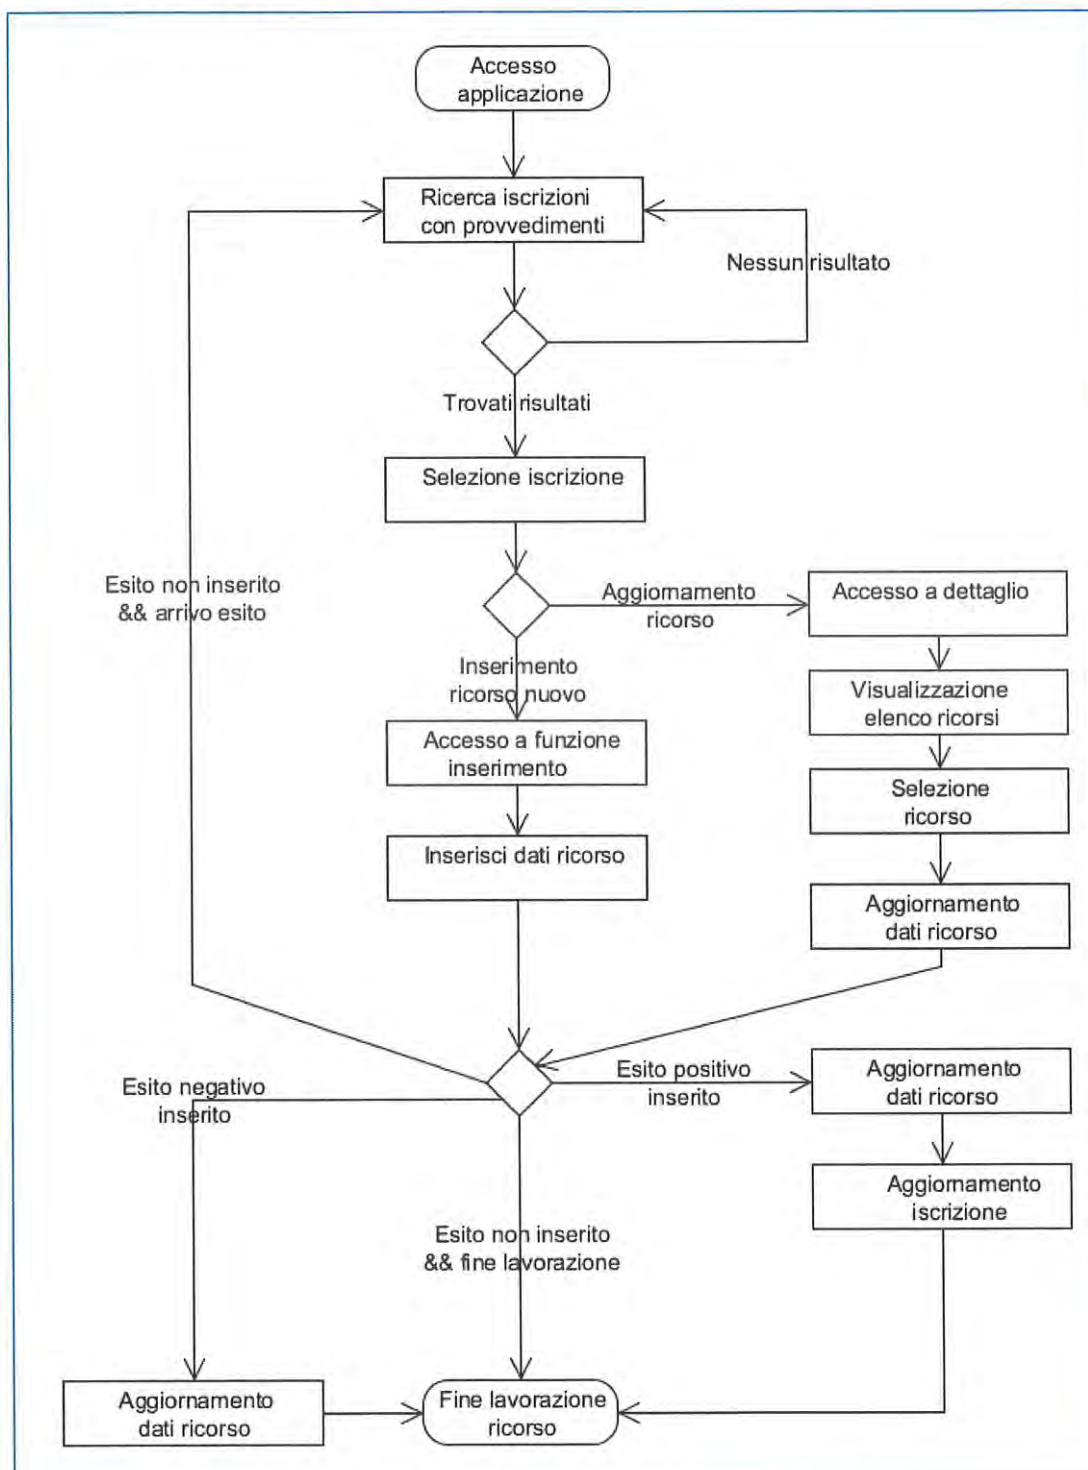 Accesso
applicazione
Ricerca iscrizioni
con provvedimenti
Nessun risultato
Trovati risultati
Selezione iscrizione
Esito non inserito
&& arrivo esito
Aggiornamento
ricorso
Accesso a dettaglio
Inserimento
ricorso nuovo
Visualizzazione
elenco ricorsi
Accesso a funzione
inserimento
Selezione
ricorso
Inserisci dati ricorso
Aggiornamento
dati ricorso
Esito negativo
inserito
Esito positivo
inserito
Aggiornamento
dati ricorso
Aggiornamento
iscrizione
Esito non inserito
&& fine lavorazione
Aggiornamento
dati ricorso
Fine lavorazione
ricorso